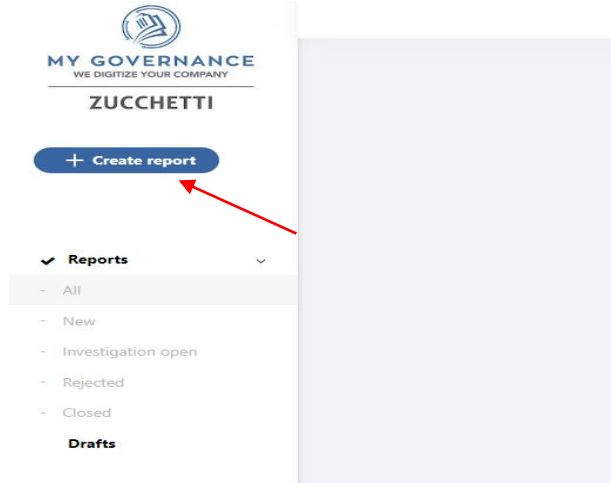 MY GOVERNANCE
WE DIGITIZE YOUR COMPANY
ZUCCHETTI
+ Create report
Reports
- All
- New
- Investigation open
- Rejected
- Closed
Drafts